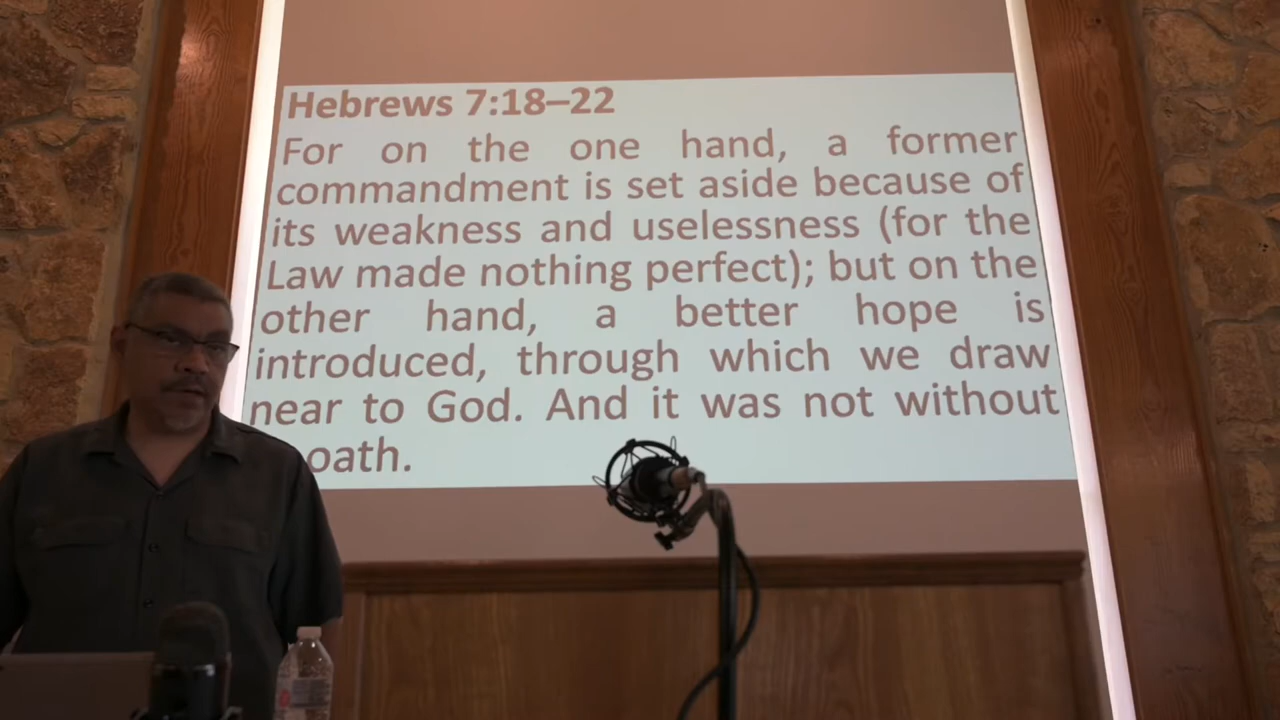 Hebrews 7:18–22
For on the one hand, a former
commandment is set aside because of
its weakness and uselessness (for the
Law made nothing perfect); but on the
other hand, a better hope is
introduced, through which we draw
near to God. And it was not without
oath.